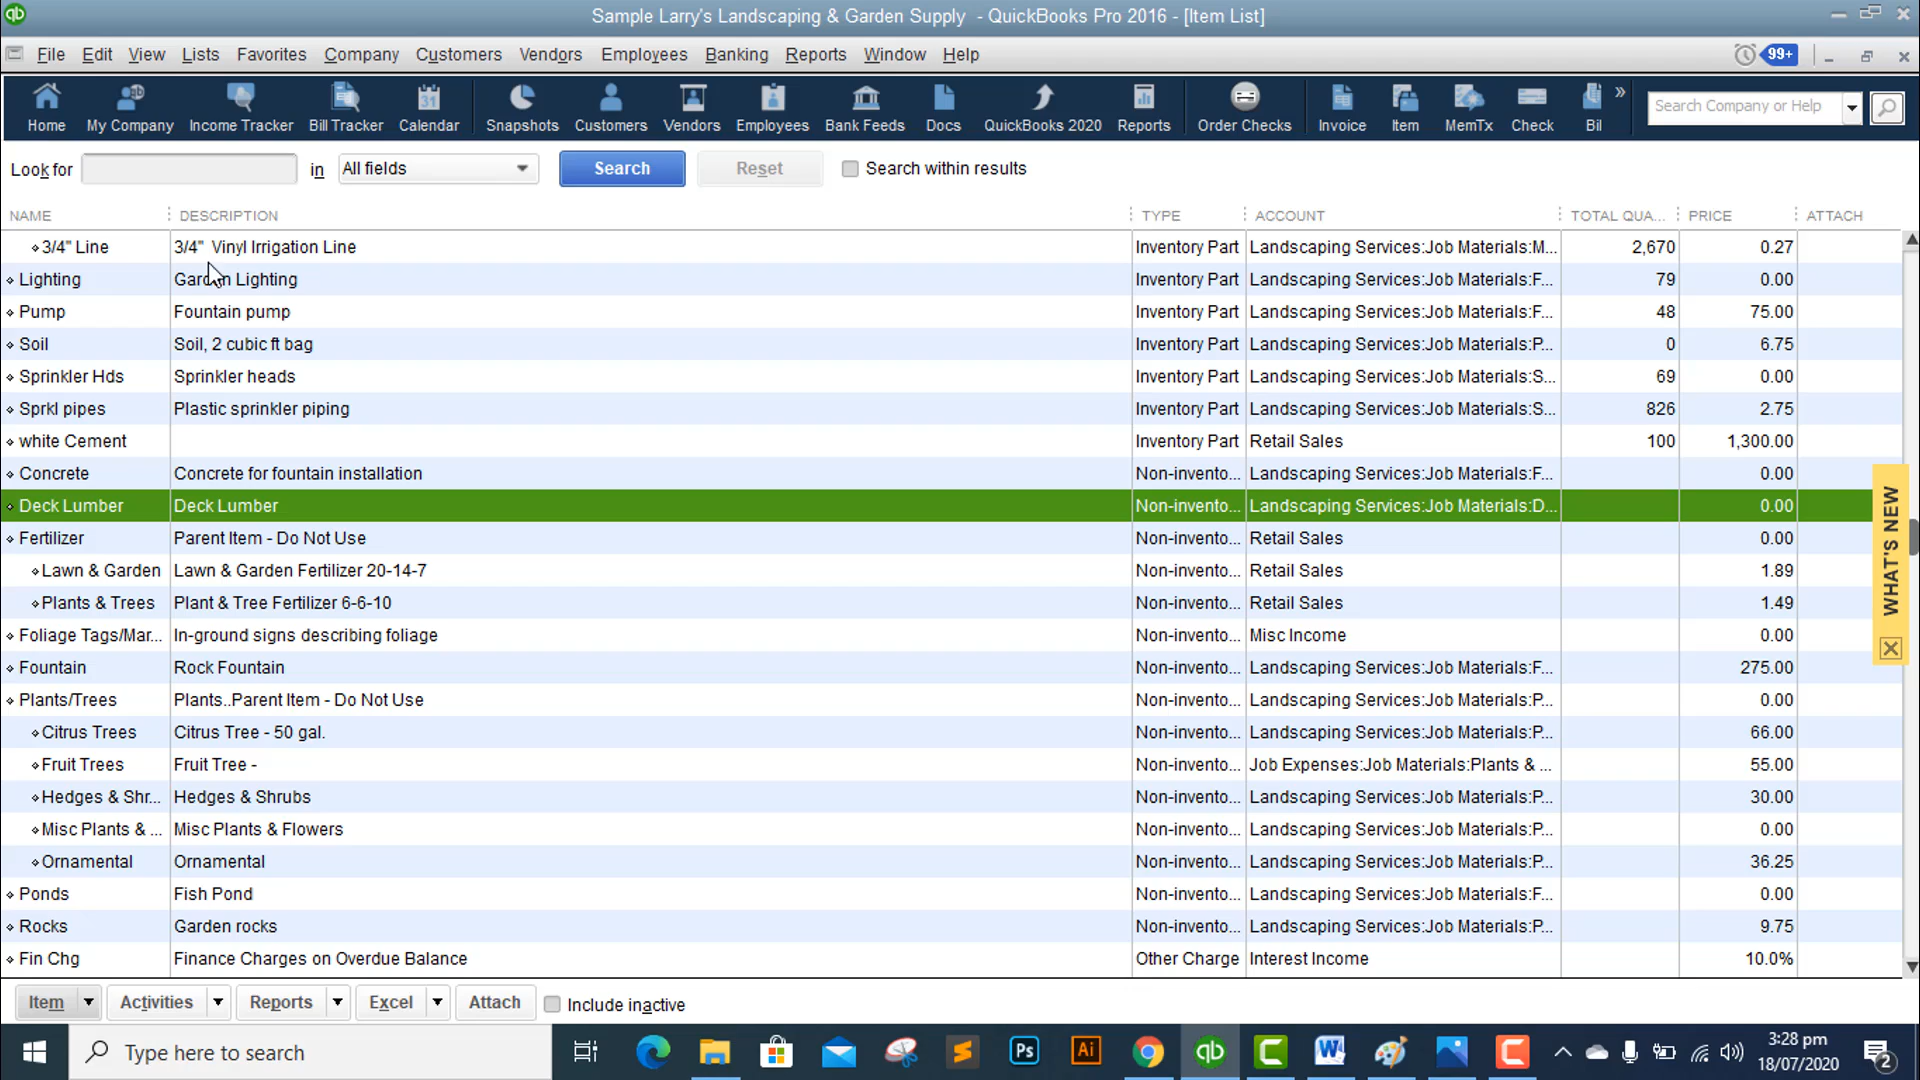 Sample Larry's Landscaping & Garden Supply - QuickBooks Pro 2016 - [Item List]
File Edit View Lists Favorites Company Customers Vendors Employees Banking Reports Window Help 99+
Home My Company Income Tracker Bill Tracker Calendar Snapshots Customers Vendors Employees Bank Feeds Docs QuickBooks 2020 Reports Order Checks Invoice Item MemTx Check Bil » Search Company or Help
Look for in All fields Search Reset Search within results
NAME DESCRIPTION TYPE ACCOUNT TOTAL QUA... PRICE ATTACH
3/4" Line 3/4" Vinyl Irrigation Line Inventory Part Landscaping Services:Job Materials:M... 2,670 0.27
Lighting Garden Lighting Inventory Part Landscaping Services:Job Materials:F... 79 0.00
Pump Fountain pump Inventory Part Landscaping Services:Job Materials:F... 48 75.00
Soil Soil, 2 cubic ft bag Inventory Part Landscaping Services:Job Materials:P... 0 6.75
Sprinkler Hds Sprinkler heads Inventory Part Landscaping Services:Job Materials:S... 69 0.00
Sprkl pipes Plastic sprinkler piping Inventory Part Landscaping Services:Job Materials:S... 826 2.75
white Cement Inventory Part Retail Sales 100 1,300.00
Concrete Concrete for fountain installation Non-invento... Landscaping Services:Job Materials:F... 0.00
Deck Lumber Deck Lumber Non-invento... Landscaping Services:Job Materials:D... 0.00
Fertilizer Parent Item - Do Not Use Non-invento... Retail Sales 0.00
Lawn & Garden Lawn & Garden Fertilizer 20-14-7 Non-invento... Retail Sales 1.89
Plants & Trees Plant & Tree Fertilizer 6-6-10 Non-invento... Retail Sales 1.49
Foliage Tags/Mar... In-ground signs describing foliage Non-invento... Misc Income 0.00
Fountain Rock Fountain Non-invento... Landscaping Services:Job Materials:F... 275.00
Plants/Trees Plants..Parent Item - Do Not Use Non-invento... Landscaping Services:Job Materials:P... 0.00
Citrus Trees Citrus Tree - 50 gal. Non-invento... Landscaping Services:Job Materials:P... 66.00
Fruit Trees Fruit Tree - Non-invento... Job Expenses:Job Materials:Plants & ... 55.00
Hedges & Shr... Hedges & Shrubs Non-invento... Landscaping Services:Job Materials:P... 30.00
Misc Plants & ... Misc Plants & Flowers Non-invento... Landscaping Services:Job Materials:P... 0.00
Ornamental Ornamental Non-invento... Landscaping Services:Job Materials:P... 36.25
Ponds Fish Pond Non-invento... Landscaping Services:Job Materials:F... 0.00
Rocks Garden rocks Non-invento... Landscaping Services:Job Materials:P... 9.75
Fin Chg Finance Charges on Overdue Balance Other Charge Interest Income 10.0%
WHAT'S NEW
Item Activities Reports Excel Attach Include inactive
Type here to search
3:28 pm
18/07/2020
2
qb
31
Ps
Ai